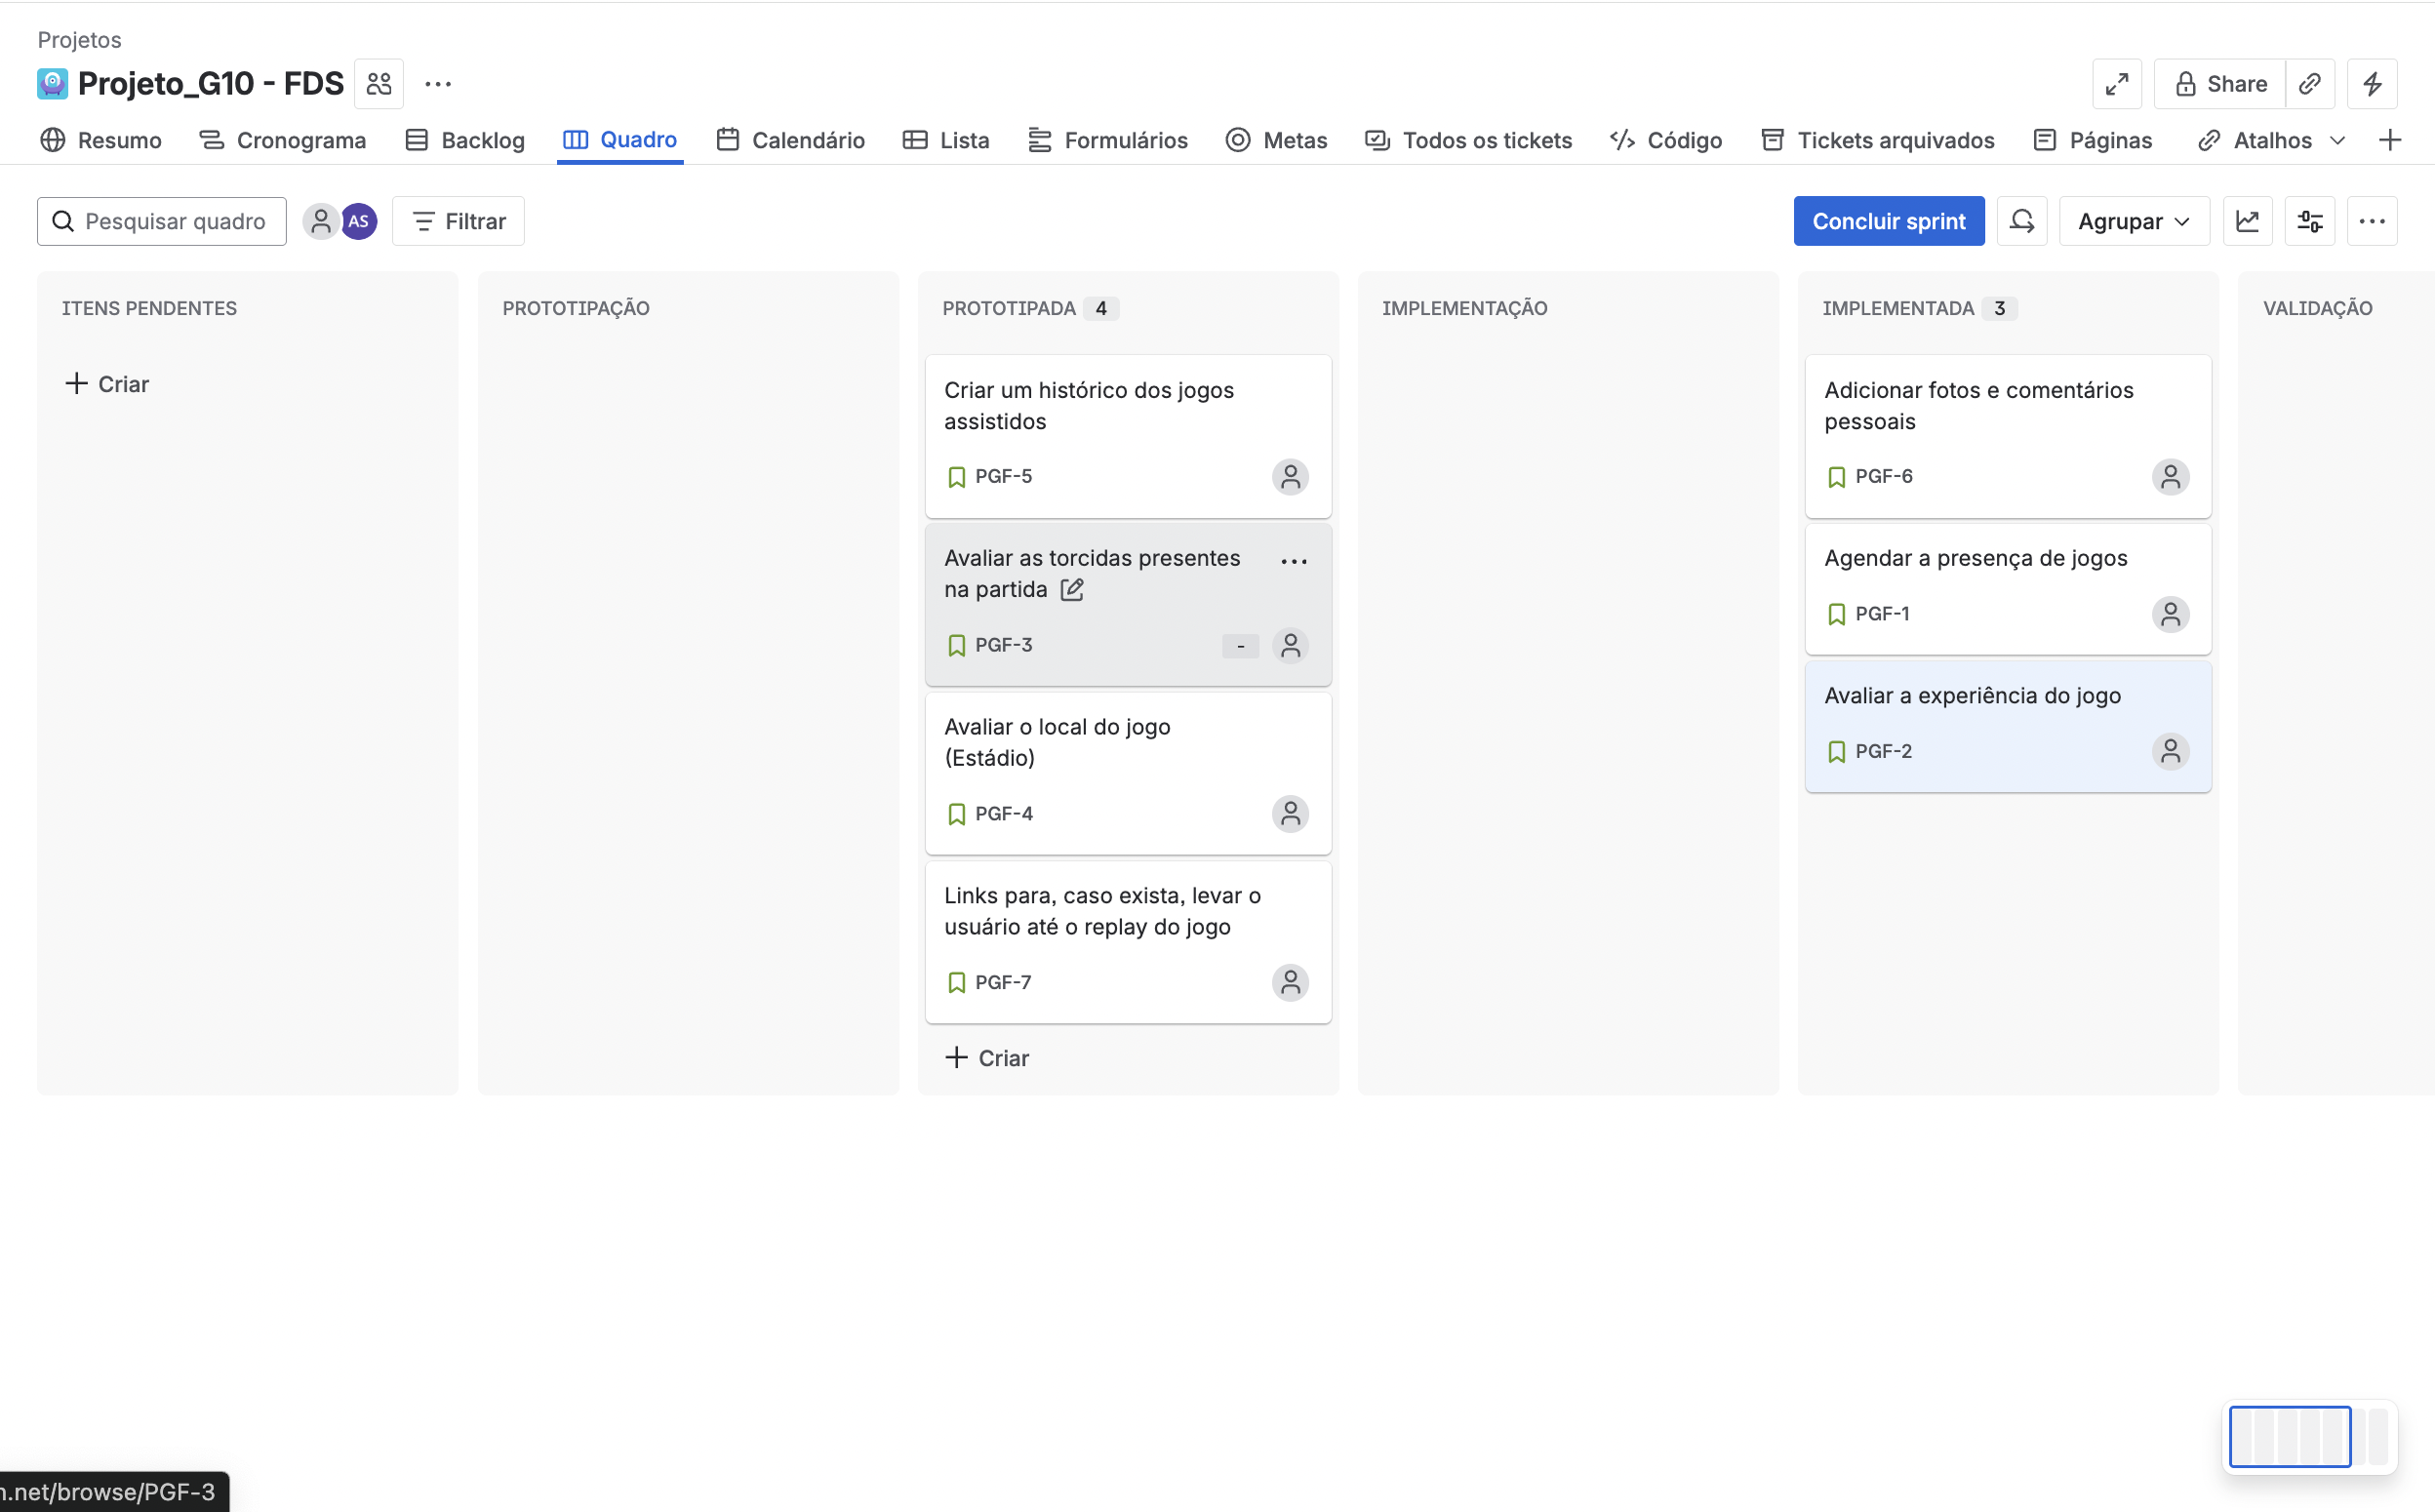 Projetos
Projeto_G10 - FDS
Share
Resumo
Cronograma
Backlog
Quadro
Calendário
Lista
Formulários
Metas
Todos os tickets
Código
Tickets arquivados
Páginas
Atalhos
Pesquisar quadro
AS
Filtrar
Concluir sprint
Agrupar
ITENS PENDENTES
Criar
PROTOTIPAÇÃO
PROTOTIPADA 4
Criar um histórico dos jogos
assistidos
PGF-5
Avaliar as torcidas presentes
na partida
PGF-3
-
Avaliar o local do jogo
(Estádio)
PGF-4
Links para, caso exista, levar o
usuário até o replay do jogo
PGF-7
Criar
IMPLEMENTAÇÃO
IMPLEMENTADA 3
Adicionar fotos e comentários
pessoais
PGF-6
Agendar a presença de jogos
PGF-1
Avaliar a experiência do jogo
PGF-2
VALIDAÇÃO
.net/browse/PGF-3